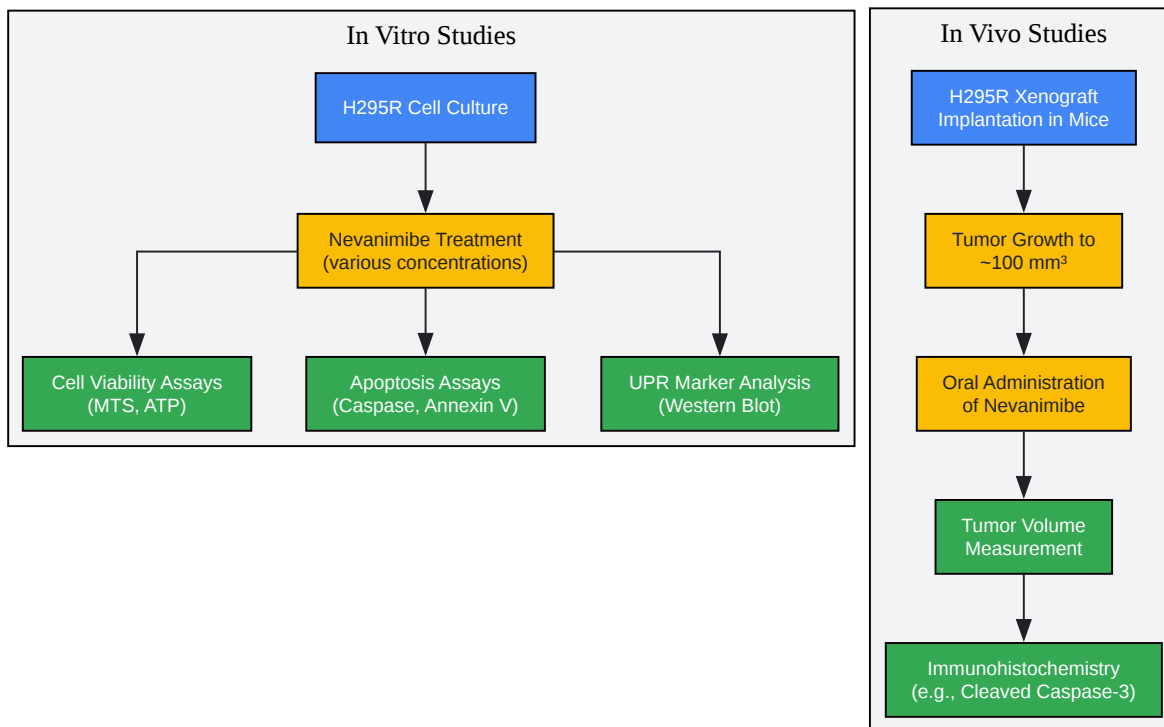 In Vitro Studies
H295R Cell Culture
Nevanimibe Treatment
(various concentrations)
Cell Viability Assays
(MTS, ATP)
Apoptosis Assays
(Caspase, Annexin V)
UPR Marker Analysis
(Western Blot)
In Vivo Studies
H295R Xenograft
Implantation in Mice
Tumor Growth to
~100 mm³
Oral Administration
of Nevanimibe
Tumor Volume
Measurement
Immunohistochemistry
(e.g., Cleaved Caspase-3)